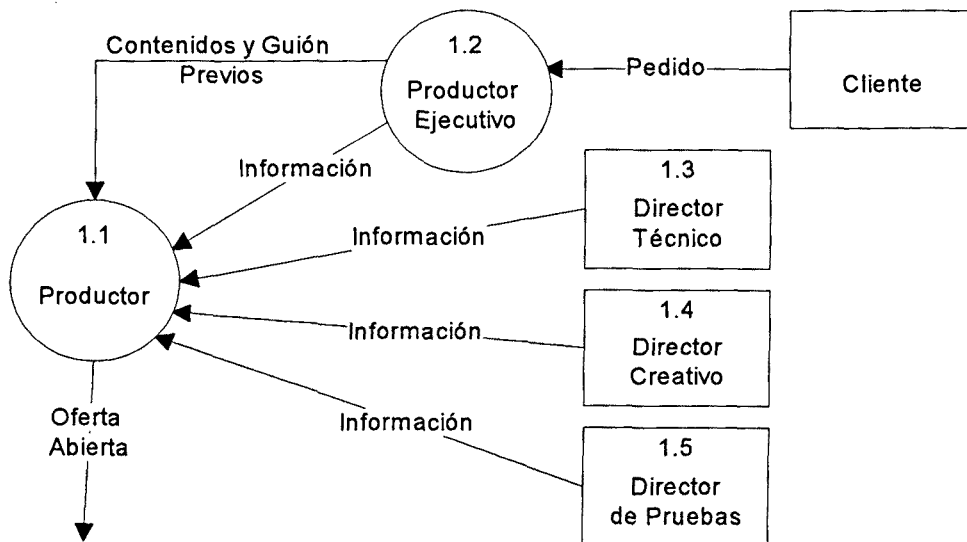 Contenidos y Guión
Previos
1.2
Productor
Ejecutivo
Pedido
Cliente
Información
1.3
Director
Técnico
1.1
Productor
Información
1.4
Director
Creativo
Información
Oferta
Abierta
Información
1.5
Director
de Pruebas